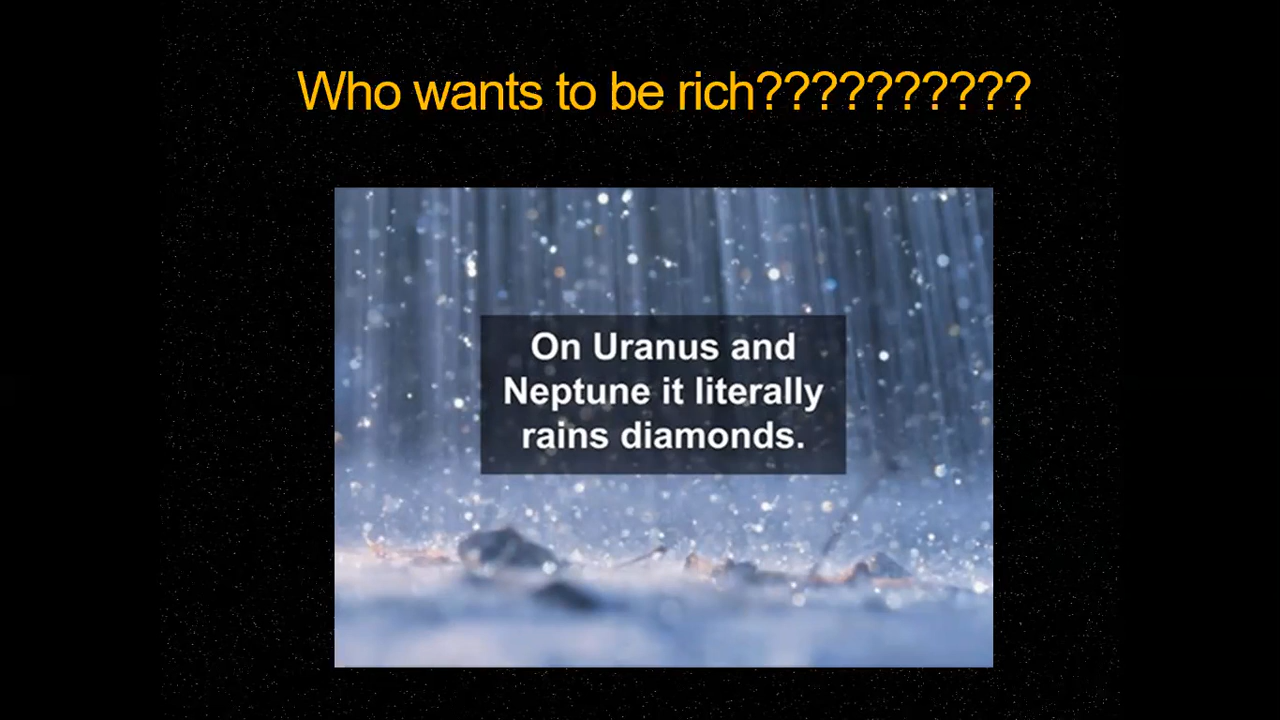 Who wants to be rich??????????
On Uranus and
Neptune it literally
rains diamonds.